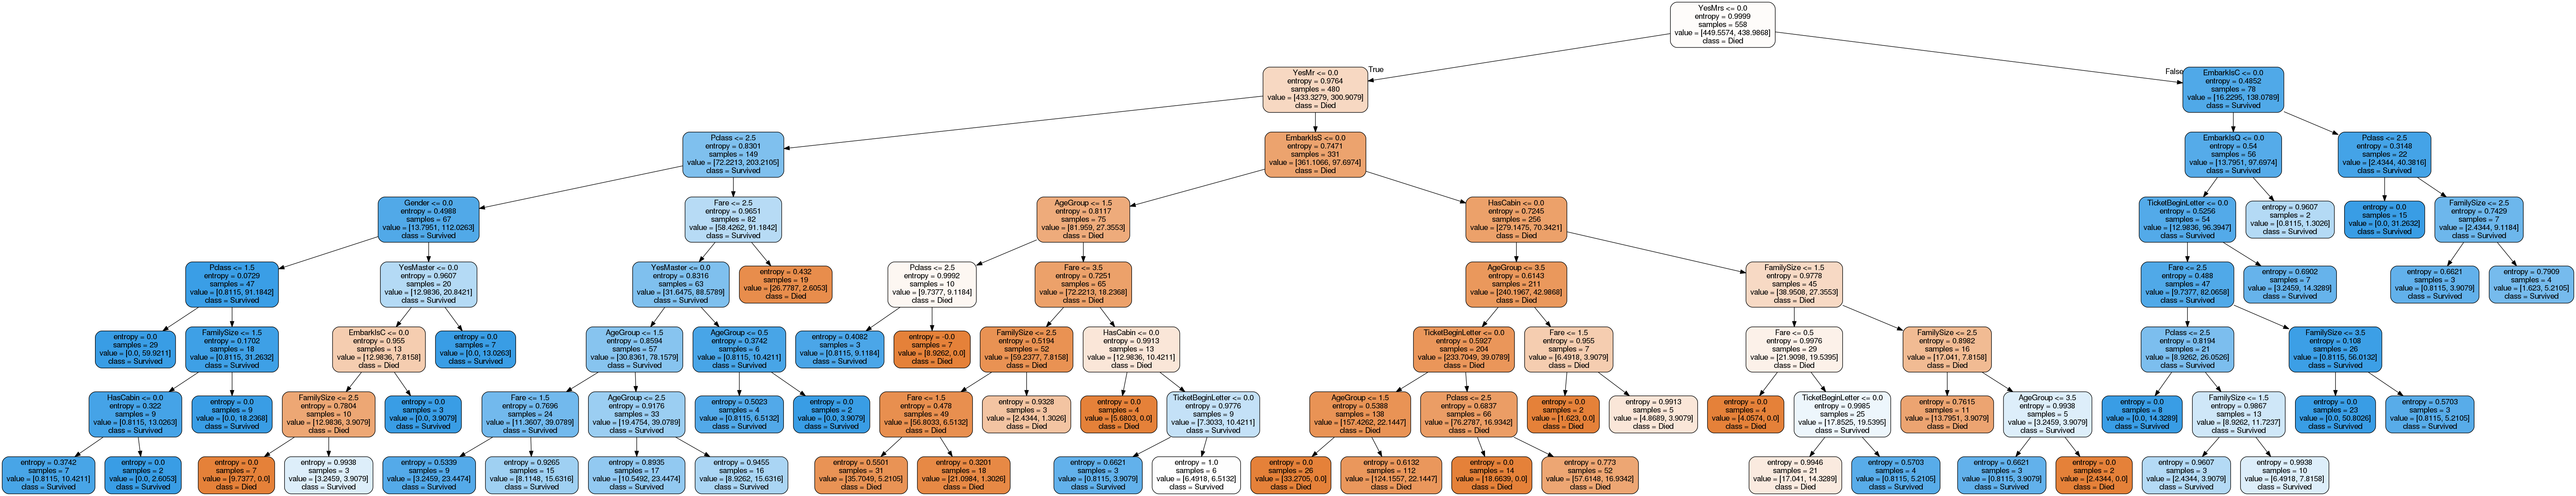 YesMrs <= 0.0
entropy = 0.9999
samples = 558
value = [449.5574, 438.9868]
class = Died
True
False
YesMr <= 0.0
entropy = 0.9764
samples = 480
value = [433.3279, 300.9079]
class = Died
EmbarkIsC <= 0.0
entropy = 0.4852
samples = 78
value = [16.2295, 138.0789]
class = Survived
Pclass <= 2.5
entropy = 0.8301
samples = 149
value = [72.2213, 203.2105]
class = Survived
EmbarkIsS <= 0.0
entropy = 0.7471
samples = 331
value = [361.1066, 97.6974]
class = Died
EmbarkIsQ <= 0.0
entropy = 0.54
samples = 56
value = [13.7951, 97.6974]
class = Survived
Pclass <= 2.5
entropy = 0.3148
samples = 22
value = [2.4344, 40.3816]
class = Survived
Gender <= 0.0
entropy = 0.4988
samples = 67
value = [13.7951, 112.0263]
class = Survived
Fare <= 2.5
entropy = 0.9651
samples = 82
value = [58.4262, 91.1842]
class = Survived
AgeGroup <= 1.5
entropy = 0.8117
samples = 75
value = [81.959, 27.3553]
class = Died
HasCabin <= 0.0
entropy = 0.7245
samples = 256
value = [279.1475, 70.3421]
class = Died
TicketBeginLetter <= 0.0
entropy = 0.5256
samples = 54
value = [12.9836, 96.3947]
class = Survived
entropy = 0.9607
samples = 2
value = [0.8115, 1.3026]
class = Survived
entropy = 0.0
samples = 15
value = [0.0, 31.2632]
class = Survived
FamilySize <= 2.5
entropy = 0.7429
samples = 7
value = [2.4344, 9.1184]
class = Survived
Pclass <= 1.5
entropy = 0.0729
samples = 47
value = [0.8115, 91.1842]
class = Survived
YesMaster <= 0.0
entropy = 0.9607
samples = 20
value = [12.9836, 20.8421]
class = Survived
YesMaster <= 0.0
entropy = 0.8316
samples = 63
value = [31.6475, 88.5789]
class = Survived
entropy = 0.432
samples = 19
value = [26.7787, 2.6053]
class = Died
Pclass <= 2.5
entropy = 0.9992
samples = 10
value = [9.7377, 9.1184]
class = Died
Fare <= 3.5
entropy = 0.7251
samples = 65
value = [72.2213, 18.2368]
class = Died
AgeGroup <= 3.5
entropy = 0.6143
samples = 211
value = [240.1967, 42.9868]
class = Died
FamilySize <= 1.5
entropy = 0.9778
samples = 45
value = [38.9508, 27.3553]
class = Died
Fare <= 2.5
entropy = 0.488
samples = 47
value = [9.7377, 82.0658]
class = Survived
entropy = 0.6902
samples = 7
value = [3.2459, 14.3289]
class = Survived
entropy = 0.6621
samples = 3
value = [0.8115, 3.9079]
class = Survived
entropy = 0.7909
samples = 4
value = [1.623, 5.2105]
class = Survived
entropy = 0.0
samples = 29
value = [0.0, 59.9211]
class = Survived
FamilySize <= 1.5
entropy = 0.1702
samples = 18
value = [0.8115, 31.2632]
class = Survived
EmbarkIsC <= 0.0
entropy = 0.955
samples = 13
value = [12.9836, 7.8158]
class = Died
entropy = 0.0
samples = 7
value = [0.0, 13.0263]
class = Survived
AgeGroup <= 1.5
entropy = 0.8594
samples = 57
value = [30.8361, 78.1579]
class = Survived
AgeGroup <= 0.5
entropy = 0.3742
samples = 6
value = [0.8115, 10.4211]
class = Survived
entropy = 0.4082
samples = 3
value = [0.8115, 9.1184]
class = Survived
entropy = -0.0
samples = 7
value = [8.9262, 0.0]
class = Died
FamilySize <= 2.5
entropy = 0.5194
samples = 52
value = [59.2377, 7.8158]
class = Died
HasCabin <= 0.0
entropy = 0.9913
samples = 13
value = [12.9836, 10.4211]
class = Died
TicketBeginLetter <= 0.0
entropy = 0.5927
samples = 204
value = [233.7049, 39.0789]
class = Died
Fare <= 1.5
entropy = 0.955
samples = 7
value = [6.4918, 3.9079]
class = Died
Fare <= 0.5
entropy = 0.9976
samples = 29
value = [21.9098, 19.5395]
class = Died
FamilySize <= 2.5
entropy = 0.8982
samples = 16
value = [17.041, 7.8158]
class = Died
Pclass <= 2.5
entropy = 0.8194
samples = 21
value = [8.9262, 26.0526]
class = Survived
FamilySize <= 3.5
entropy = 0.108
samples = 26
value = [0.8115, 56.0132]
class = Survived
HasCabin <= 0.0
entropy = 0.322
samples = 9
value = [0.8115, 13.0263]
class = Survived
entropy = 0.0
samples = 9
value = [0.0, 18.2368]
class = Survived
FamilySize <= 2.5
entropy = 0.7804
samples = 10
value = [12.9836, 3.9079]
class = Died
entropy = 0.0
samples = 3
value = [0.0, 3.9079]
class = Survived
Fare <= 1.5
entropy = 0.7696
samples = 24
value = [11.3607, 39.0789]
class = Survived
AgeGroup <= 2.5
entropy = 0.9176
samples = 33
value = [19.4754, 39.0789]
class = Survived
entropy = 0.5023
samples = 4
value = [0.8115, 6.5132]
class = Survived
entropy = 0.0
samples = 2
value = [0.0, 3.9079]
class = Survived
Fare <= 1.5
entropy = 0.478
samples = 49
value = [56.8033, 6.5132]
class = Died
entropy = 0.9328
samples = 3
value = [2.4344, 1.3026]
class = Died
entropy = 0.0
samples = 4
value = [5.6803, 0.0]
class = Died
TicketBeginLetter <= 0.0
entropy = 0.9776
samples = 9
value = [7.3033, 10.4211]
class = Survived
AgeGroup <= 1.5
entropy = 0.5388
samples = 138
value = [157.4262, 22.1447]
class = Died
Pclass <= 2.5
entropy = 0.6837
samples = 66
value = [76.2787, 16.9342]
class = Died
entropy = 0.0
samples = 2
value = [1.623, 0.0]
class = Died
entropy = 0.9913
samples = 5
value = [4.8689, 3.9079]
class = Died
entropy = 0.0
samples = 4
value = [4.0574, 0.0]
class = Died
TicketBeginLetter <= 0.0
entropy = 0.9985
samples = 25
value = [17.8525, 19.5395]
class = Survived
entropy = 0.7615
samples = 11
value = [13.7951, 3.9079]
class = Died
AgeGroup <= 3.5
entropy = 0.9938
samples = 5
value = [3.2459, 3.9079]
class = Survived
entropy = 0.0
samples = 8
value = [0.0, 14.3289]
class = Survived
FamilySize <= 1.5
entropy = 0.9867
samples = 13
value = [8.9262, 11.7237]
class = Survived
entropy = 0.0
samples = 23
value = [0.0, 50.8026]
class = Survived
entropy = 0.5703
samples = 3
value = [0.8115, 5.2105]
class = Survived
entropy = 0.3742
samples = 7
value = [0.8115, 10.4211]
class = Survived
entropy = 0.0
samples = 2
value = [0.0, 2.6053]
class = Survived
entropy = 0.0
samples = 7
value = [9.7377, 0.0]
class = Died
entropy = 0.9938
samples = 3
value = [3.2459, 3.9079]
class = Survived
entropy = 0.5339
samples = 9
value = [3.2459, 23.4474]
class = Survived
entropy = 0.9265
samples = 15
value = [8.1148, 15.6316]
class = Survived
entropy = 0.8935
samples = 17
value = [10.5492, 23.4474]
class = Survived
entropy = 0.9455
samples = 16
value = [8.9262, 15.6316]
class = Survived
entropy = 0.5501
samples = 31
value = [35.7049, 5.2105]
class = Died
entropy = 0.3201
samples = 18
value = [21.0984, 1.3026]
class = Died
entropy = 0.6621
samples = 3
value = [0.8115, 3.9079]
class = Survived
entropy = 1.0
samples = 6
value = [6.4918, 6.5132]
class = Survived
entropy = 0.0
samples = 26
value = [33.2705, 0.0]
class = Died
entropy = 0.6132
samples = 112
value = [124.1557, 22.1447]
class = Died
entropy = 0.0
samples = 14
value = [18.6639, 0.0]
class = Died
entropy = 0.773
samples = 52
value = [57.6148, 16.9342]
class = Died
entropy = 0.9946
samples = 21
value = [17.041, 14.3289]
class = Died
entropy = 0.5703
samples = 4
value = [0.8115, 5.2105]
class = Survived
entropy = 0.6621
samples = 3
value = [0.8115, 3.9079]
class = Survived
entropy = 0.0
samples = 2
value = [2.4344, 0.0]
class = Died
entropy = 0.9607
samples = 3
value = [2.4344, 3.9079]
class = Survived
entropy = 0.9938
samples = 10
value = [6.4918, 7.8158]
class = Survived